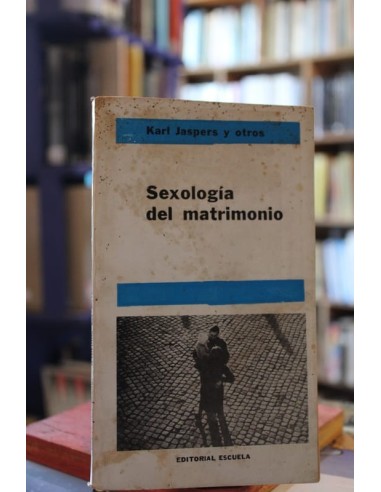 Karl Jaspers y otros
Sexología
del matrimonio
EDITORIAL ESCUELA